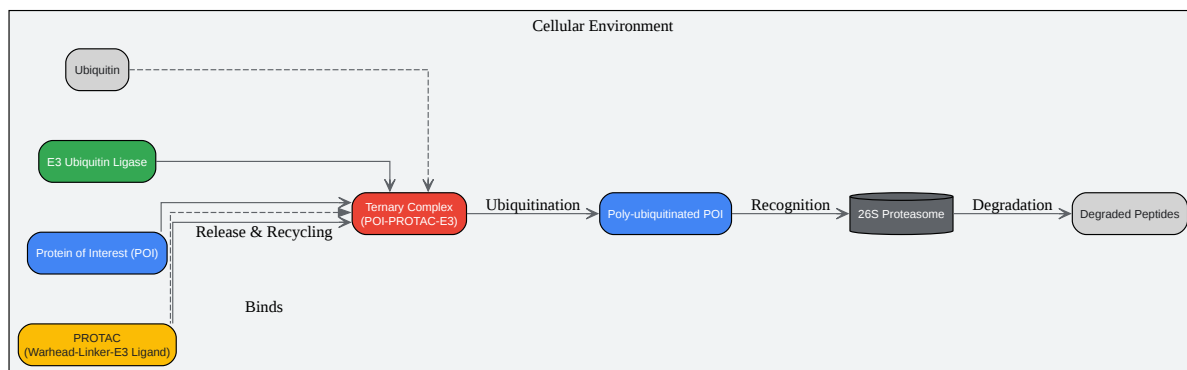 Cellular Environment
Ubiquitin
E3 Ubiquitin Ligase
Ternary Complex
(POI-PROTAC-E3)
Ubiquitination
Poly-ubiquitinated POI
Recognition
26S Proteasome
Degradation
Degraded Peptides
Release & Recycling
Protein of Interest (POI)
Binds
PROTAC
(Warhead-Linker-E3 Ligand)